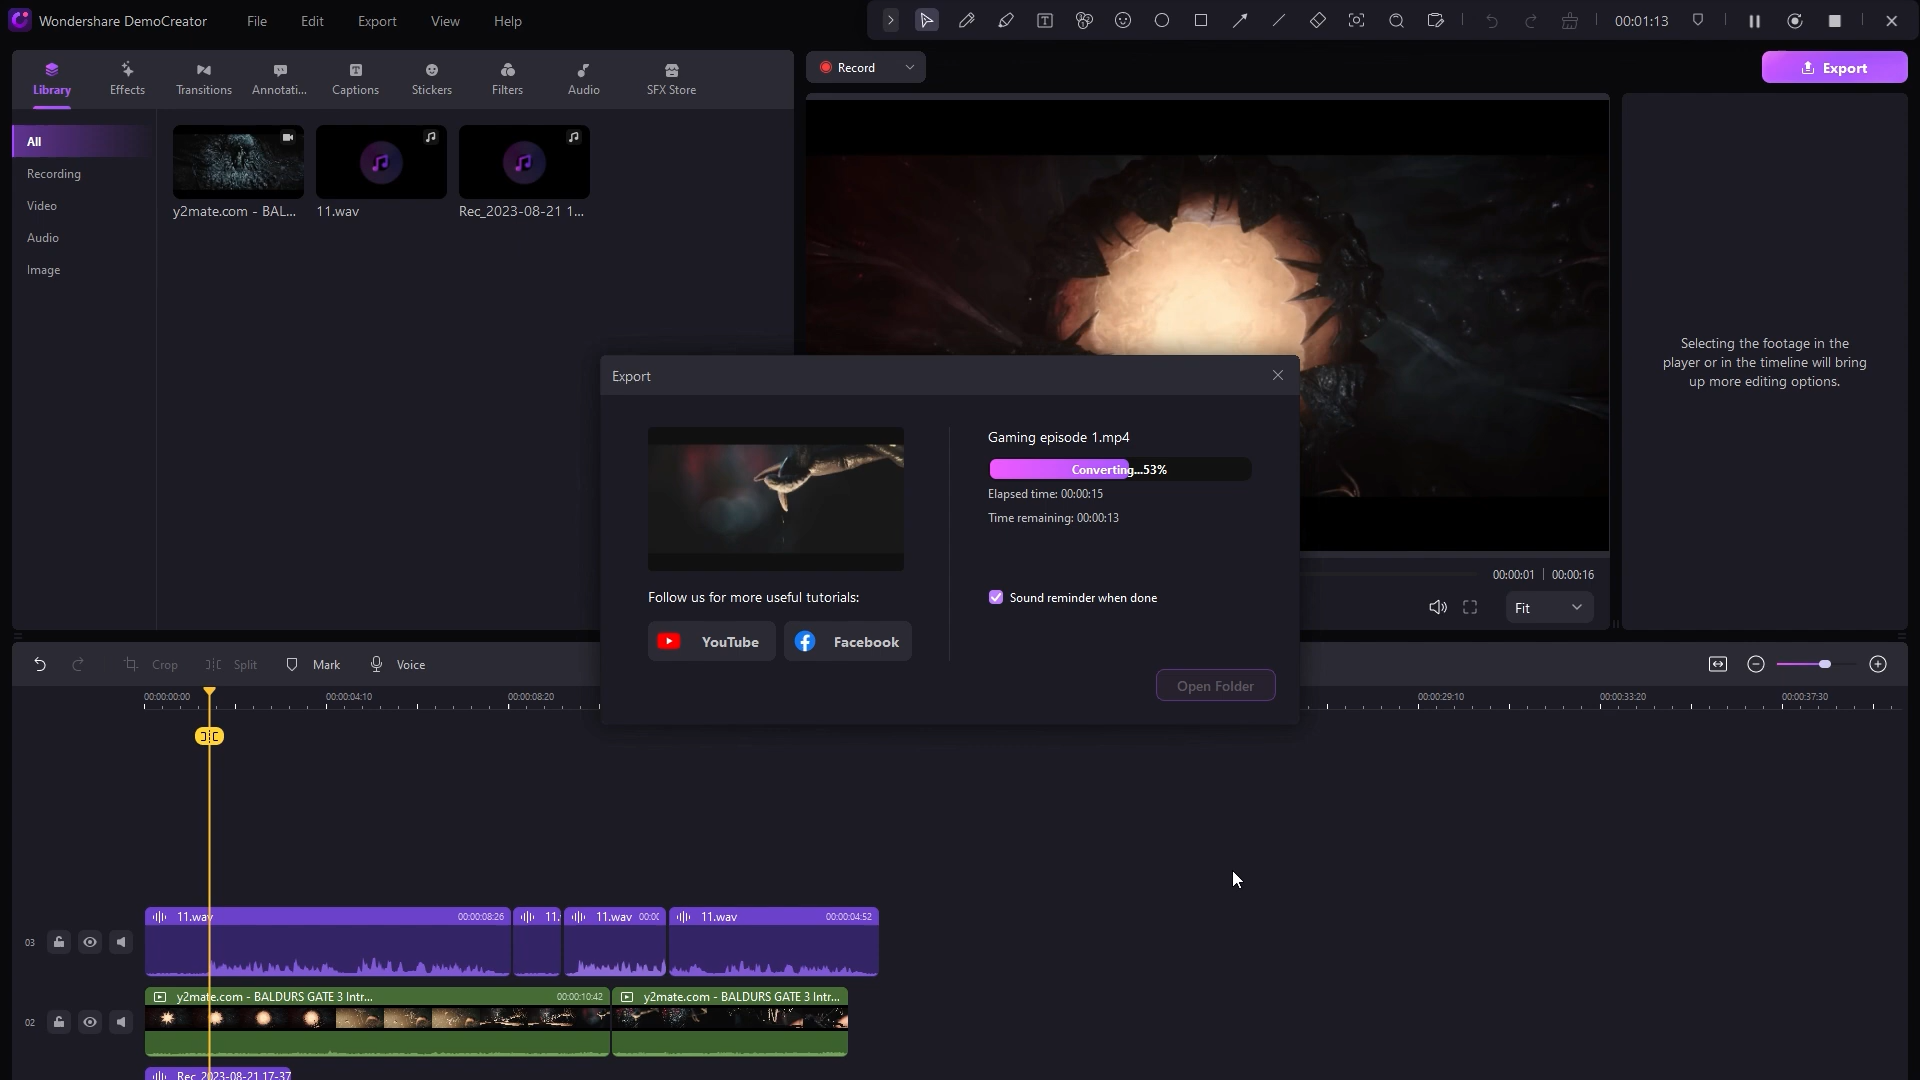 Wondershare DemoCreator
File
Edit
Export
View
Help
00:01:13
Library
Effects
Transitions
Annotati...
Captions
Stickers
Filters
Audio
SFX Store
Record
Export
All
Recording
Video
Audio
Image
y2mate.com - BAL...
11.wav
Rec_2023-08-21 1...
Selecting the footage in the
player or in the timeline will bring
up more editing options.
Export
Gaming episode 1.mp4
Converting...53%
Elapsed time: 00:00:15
Time remaining: 00:00:13
Sound reminder when done
Follow us for more useful tutorials:
YouTube
Facebook
Open Folder
00:00:01 | 00:00:16
Fit
Crop
Split
Mark
Voice
00:00:00:00
00:00:04:10
00:00:08:20
00:00:29:10
00:00:33:20
00:00:37:30
03
11.wav
00:00:08:26
11.
11.wav
00:0
11.wav
00:00:04:52
02
y2mate.com - BALDURS GATE 3 Intr...
00:00:10:42
y2mate.com - BALDURS GATE 3 Intr...
Rec_2023-08-21 17-37